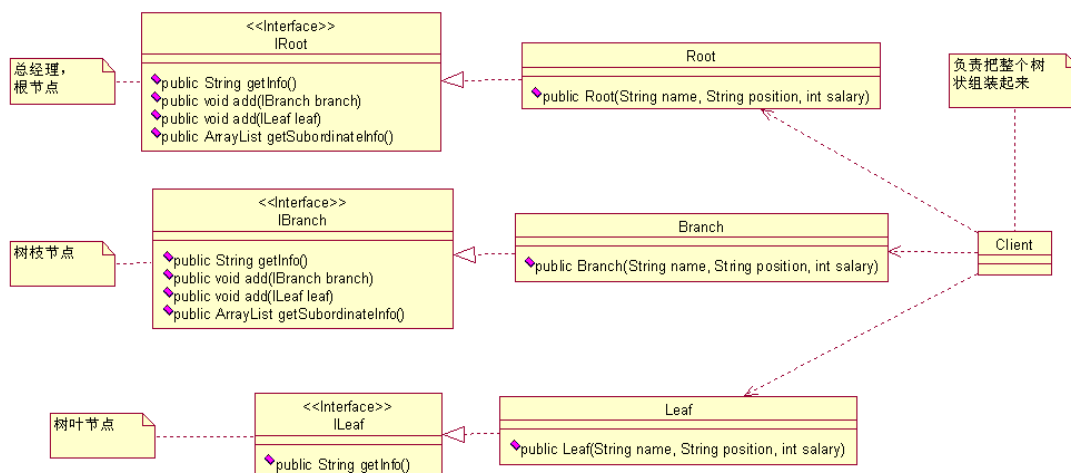 总经理，
根节点
<<Interface>>
IRoot
public String getInfo()
public void add(IBranch branch)
public void add(ILeaf leaf)
public ArrayList getSubordinateInfo()
Root
public Root(String name, String position, int salary)
负责把整个树
状组装起来
树枝节点
<<Interface>>
IBranch
public String getInfo()
public void add(IBranch branch)
public void add(ILeaf leaf)
public ArrayList getSubordinateInfo()
Branch
public Branch(String name, String position, int salary)
Client
树叶节点
<<Interface>>
ILeaf
public String getInfo()
Leaf
public Leaf(String name, String position, int salary)